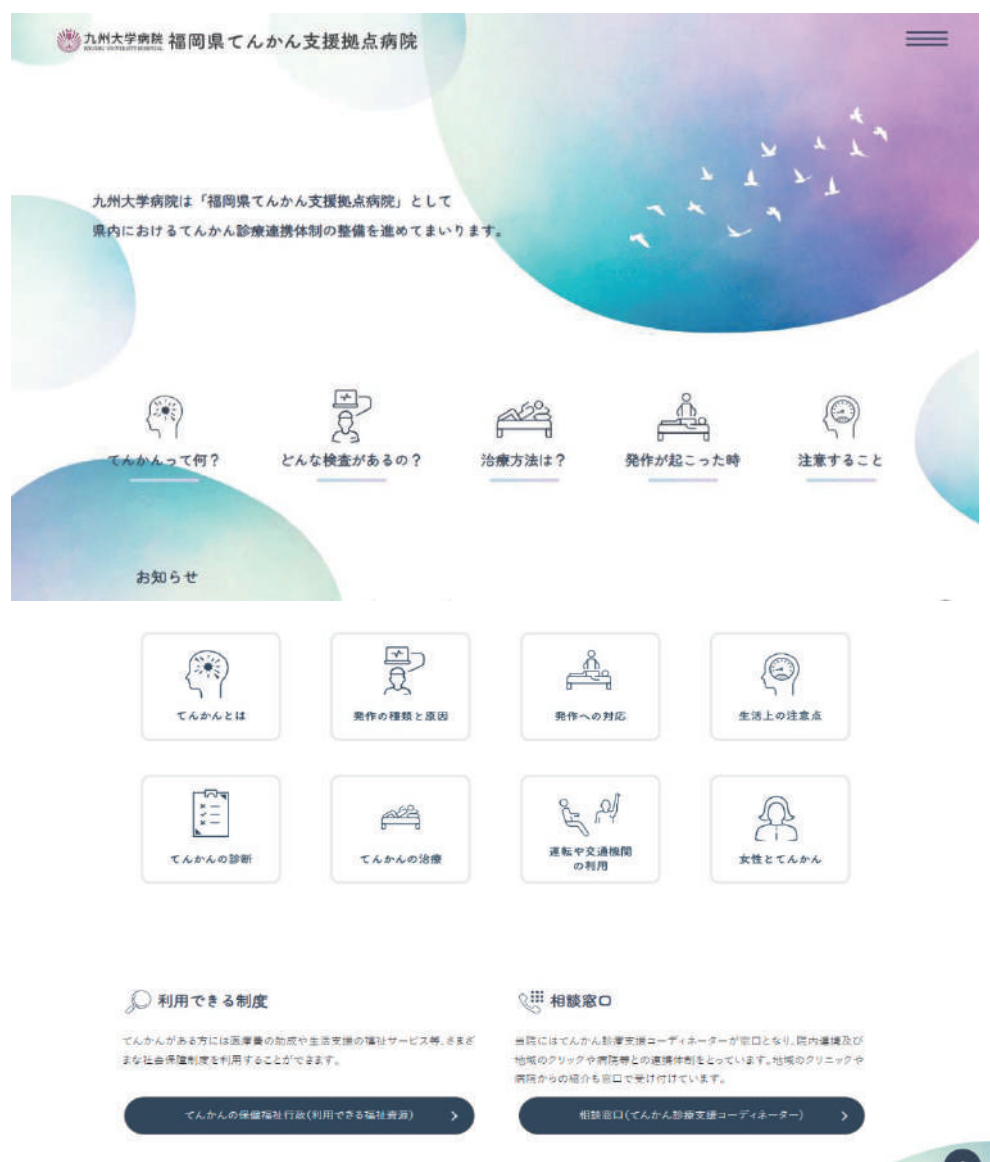 九州大学病院 福岡県てんかん支援拠点病院
KYUSHU UNIVERSITY HOSPITAL
九州大学病院は「福岡県てんかん支援拠点病院」として
県内におけるてんかん診療連携体制の整備を進めてまいります。
てんかんって何？
どんな検査があるの？
治療方法は？
発作が起こった時
注意すること
お知らせ
てんかんとは
発作の種類と原因
発作への対応
生活上の注意点
てんかんの診断
てんかんの治療
運転や交通機関
の利用
女性とてんかん
利用できる制度
てんかんがある方には医療費の助成や生活支援の福祉サービス等、さまざ
まな社会保障制度を利用することができます。
てんかんの保健福祉行政(利用できる福祉資源)
相談窓口
当院にはてんかん診療支援コーディネーターが窓口となり、院内連携及び
地域のクリックや病院等との連携体制をとっています。地域のクリニックや
病院からの紹介も窓口で受け付けています。
相談窓口(てんかん診療支援コーディネーター)